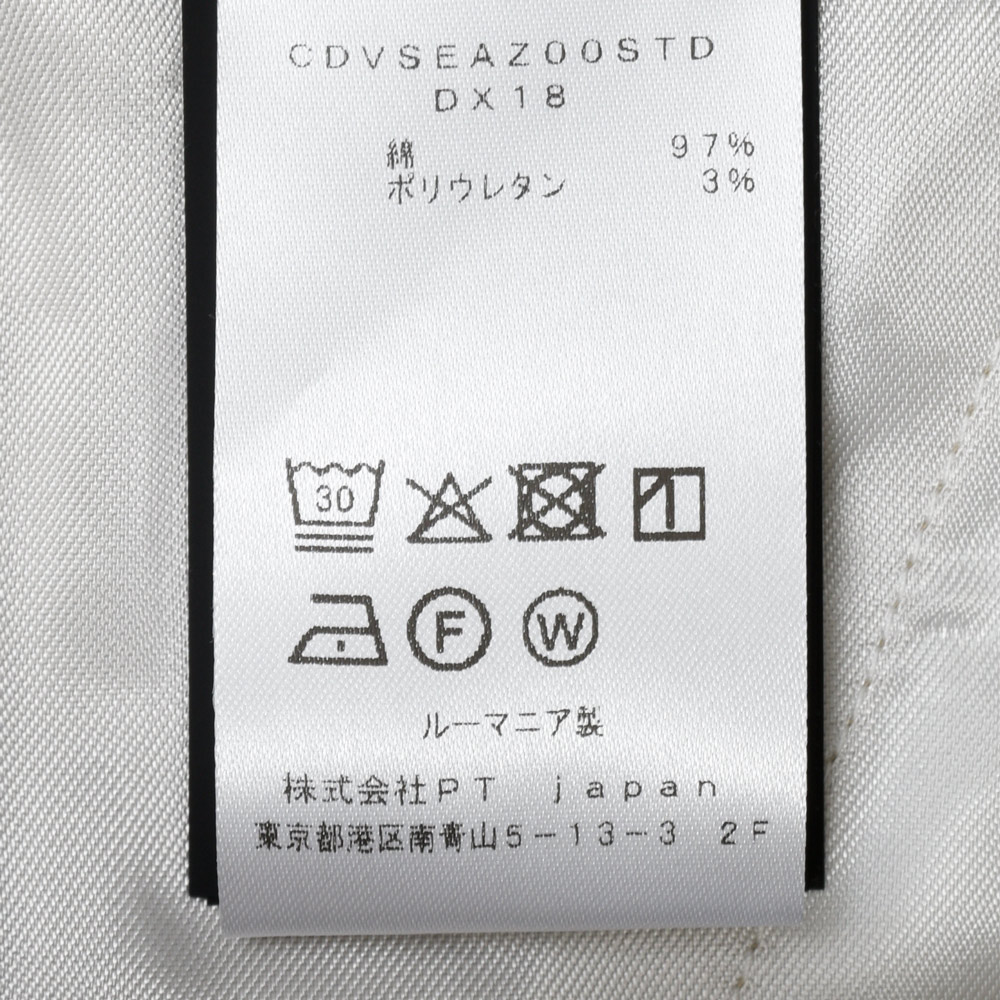 CDVSEAZ00STD
DX18
綿 97%
ポリウレタン 3%
30
F W
ルーマニア製
株式会社PT japan
東京都港区南青山5-13-3 2F